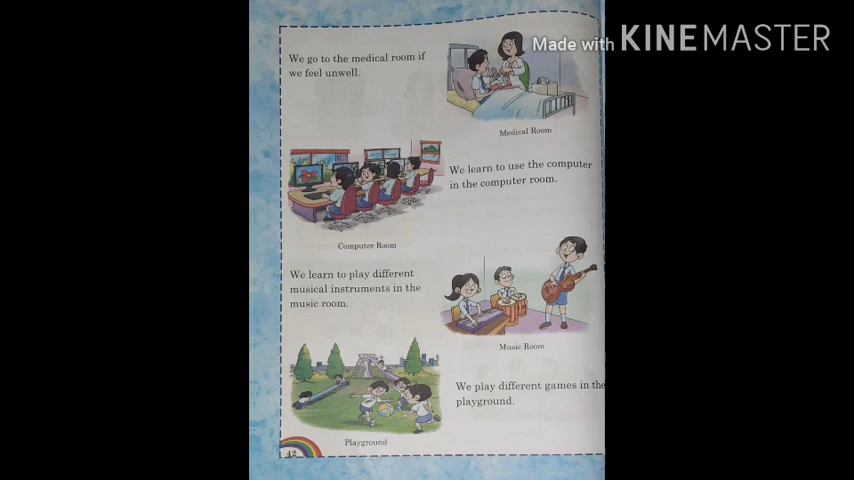 Made with KINEMASTER
We go to the medical room if
we feel unwell.
Medical Room
We learn to use the computer
in the computer room.
Computer Room
We learn to play different
musical instruments in the
music room.
Music Room
We play different games in the
playground.
Playground
42